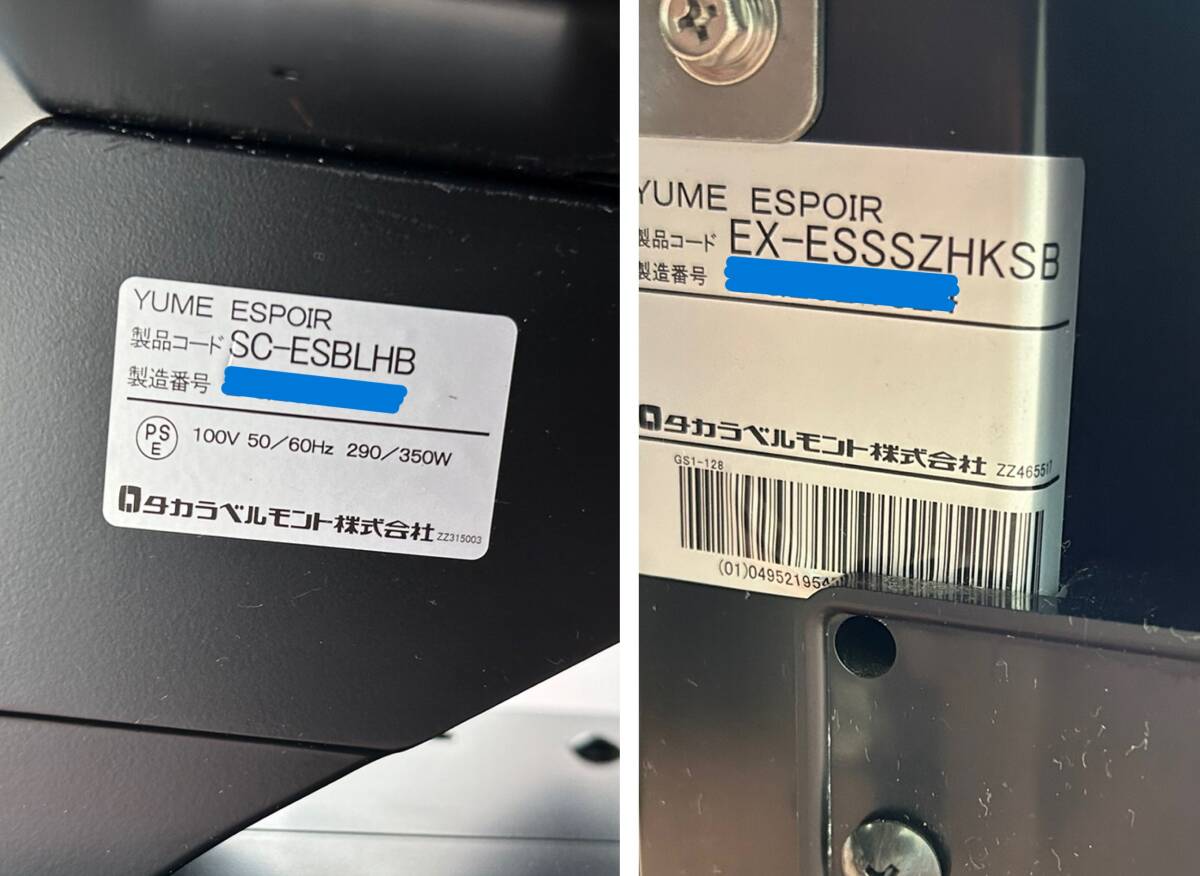 YUME ESPOIR
製品コード SC-ESBLHB
製造番号
PS
E
100V 50/60Hz 290/350W
タカラベルモント株式会社 ZZ315003
YUME ESPOIR
製品コード EX-ESSSZHKSB
製造番号
タカラベルモント株式会社 ZZ465517
GS1-128
(01)04952195